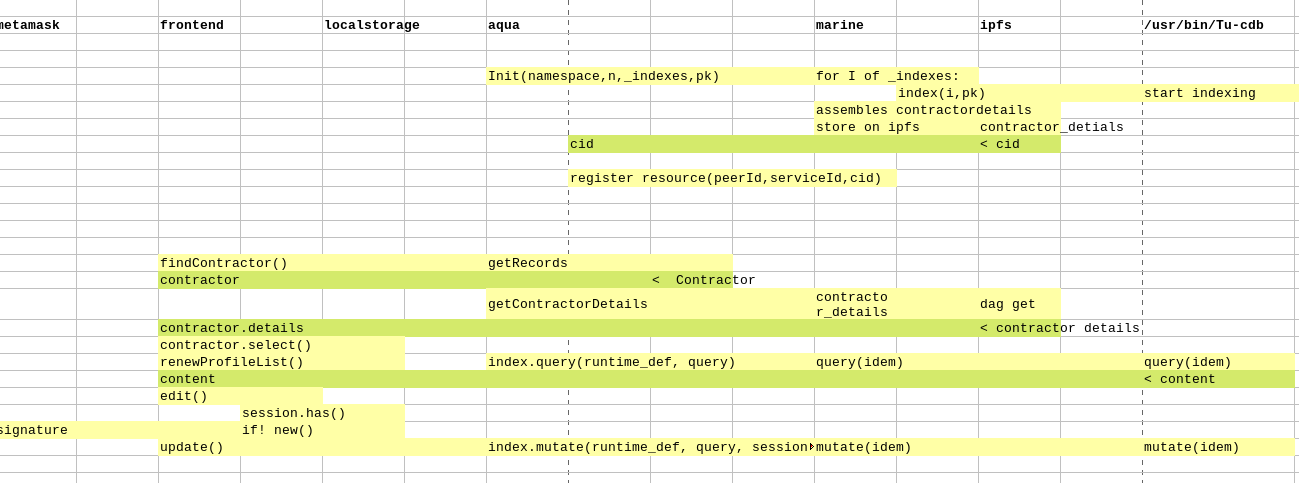 metamask frontend localstorage aqua marine ipfs /usr/bin/Tu-cdb
Init(namespace,n,_indexes,pk) for I of _indexes:
index(i,pk) start indexing
assembles contractordetails
store on ipfs contractor_detials
cid < cid
register resource(peerId,serviceId,cid)
findContractor() getRecords
contractor < Contractor
getContractorDetails contracto dag get
r_details
contractor.details < contractor details
contractor.select()
renewProfileList() index.query(runtime_def, query) query(idem) query(idem)
content < content
edit()
session.has()
signature if! new()
update() index.mutate(runtime_def, query, session mutate(idem) mutate(idem)